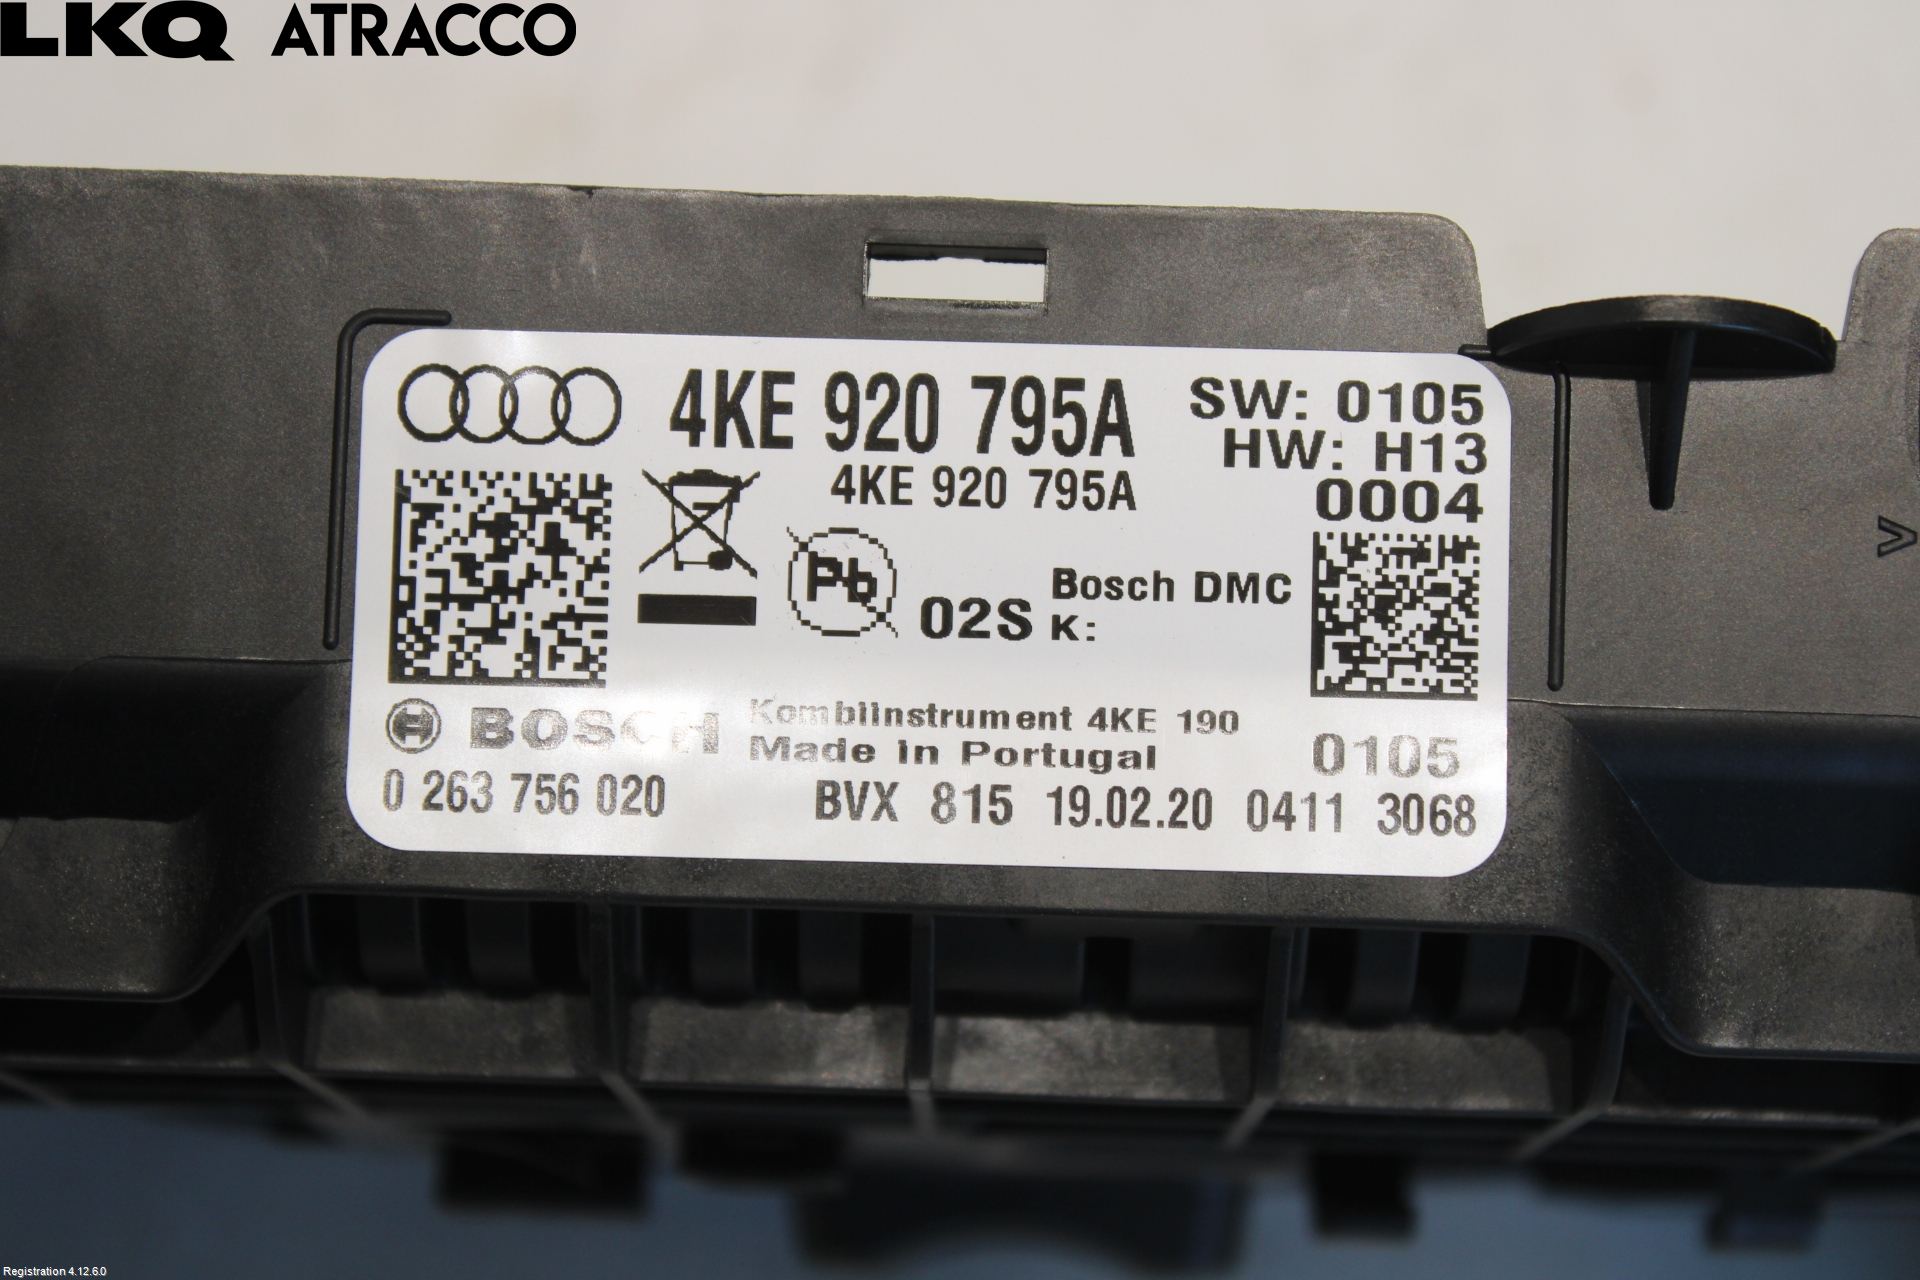 LKQ ATRACCO
4KE 920 795A
SW: 0105
4KE 920 795A
HW: H13
0004
Pb
02S
Bosch DMC
K:
BOSCH
Kombiinstrument 4KE 190
Made in Portugal
0105
0 263 756 020
BVX 815 19.02.20 0411 3068
V
Registration 4.12.6.0